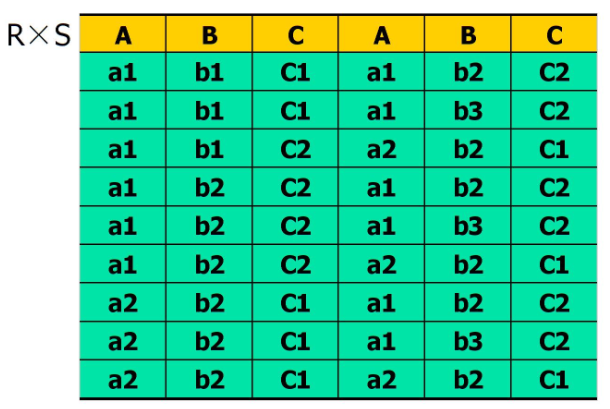 R×S A B C A B C
a1 b1 C1 a1 b2 C2
a1 b1 C1 a1 b3 C2
a1 b1 C2 a2 b2 C1
a1 b2 C2 a1 b2 C2
a1 b2 C2 a1 b3 C2
a1 b2 C2 a2 b2 C1
a2 b2 C1 a1 b2 C2
a2 b2 C1 a1 b3 C2
a2 b2 C1 a2 b2 C1